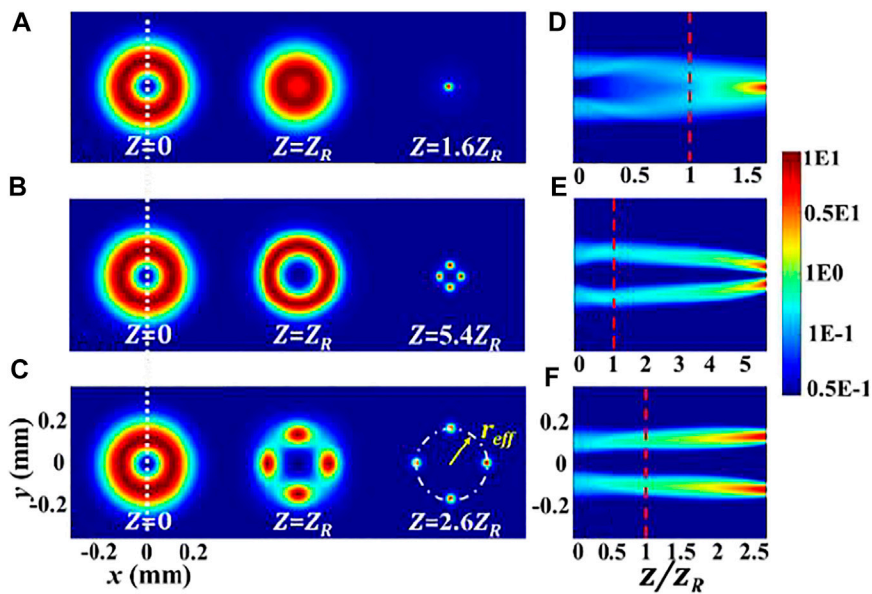 A
Z=0 Z=Z_R Z=1.6Z_R
D
0 0.5 1 1.5
B
Z=0 Z=Z_R Z=5.4Z_R
E
0 1 2 3 4 5
1E1
0.5E1
1E0
1E-1
0.5E-1
C
y (mm)
0.2
0
-0.2
r_eff
Z=0 Z=Z_R Z=2.6Z_R
-0.2 0 0.2
x (mm)
F
0.2
0
-0.2
0 0.5 1 1.5 2 2.5
z/z_R